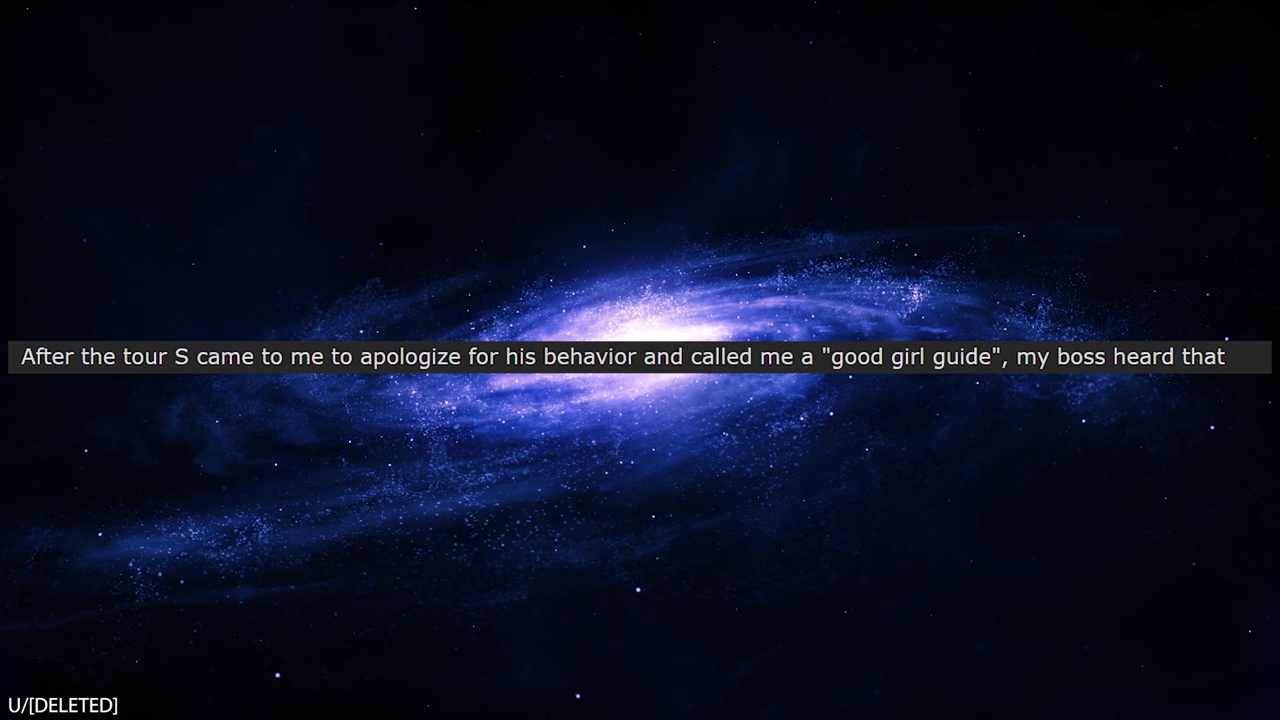 After the tour S came to me to apologize for his behavior and called me a "good girl guide", my boss heard that
U/[DELETED]